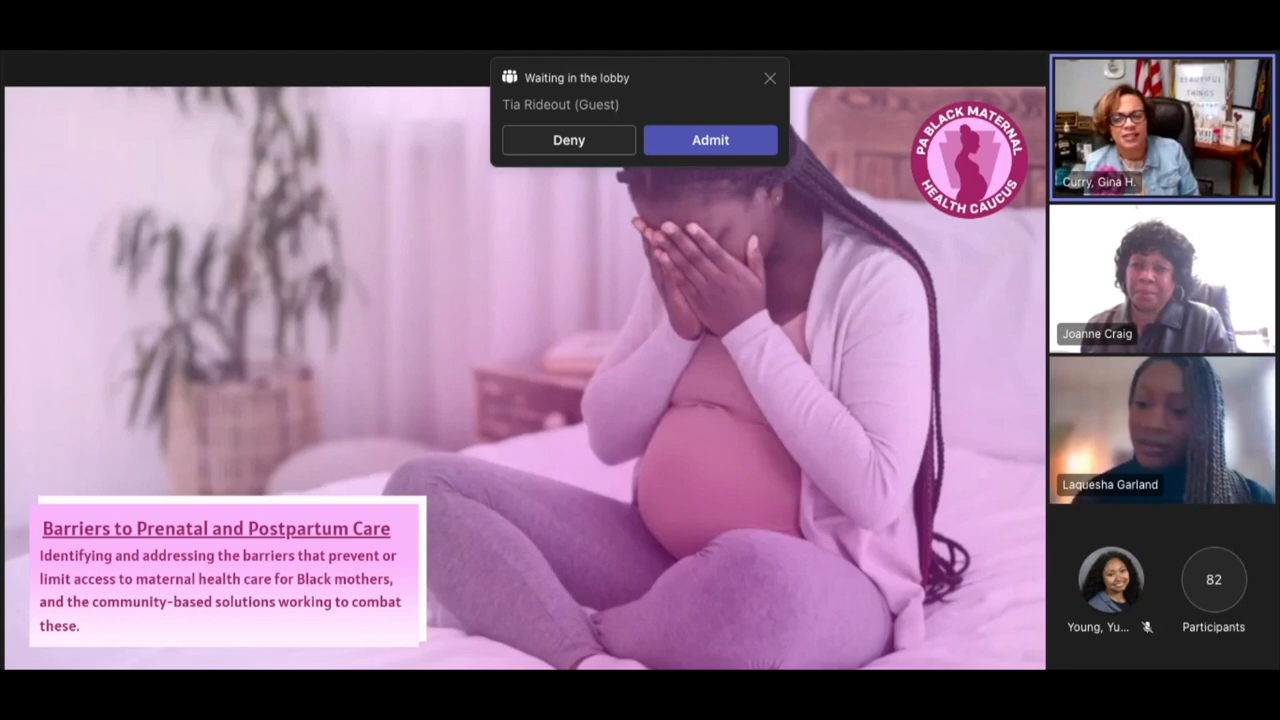 Waiting in the lobby
Tia Rideout (Guest)
Deny
Admit
PA BLACK MATERNAL
HEALTH CAUCUS
Barriers to Prenatal and Postpartum Care
Identifying and addressing the barriers that prevent or
limit access to maternal health care for Black mothers,
and the community-based solutions working to combat
these.
BEAUTIFUL
THINGS
Curry, Gina H.
Joanne Craig
Laquesha Garland
Young, Yu...
82
Participants